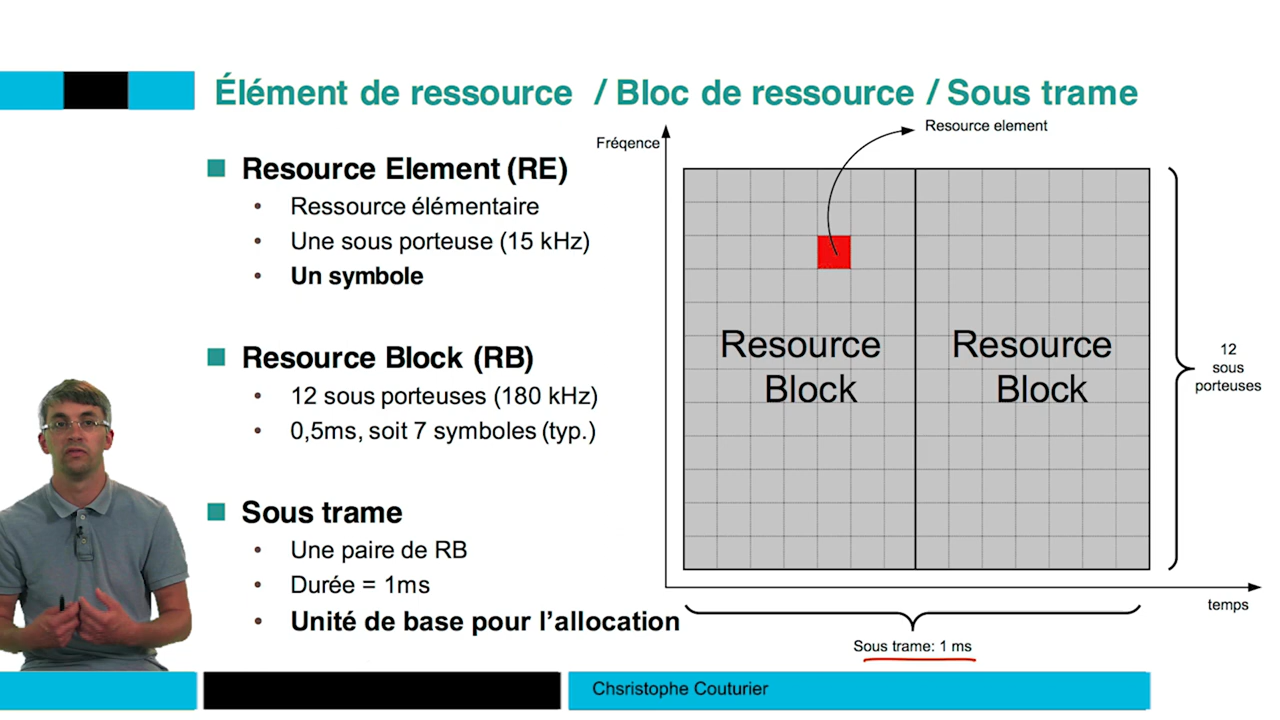 Élément de ressource / Bloc de ressource / Sous trame
Resource Element (RE)
Ressource élémentaire
Une sous porteuse (15 kHz)
Un symbole
Resource Block (RB)
12 sous porteuses (180 kHz)
0,5ms, soit 7 symboles (typ.)
Sous trame
Une paire de RB
Durée = 1ms
Unité de base pour l'allocation
Fréqence
Resource element
Resource
Block
Resource
Block
12
sous
porteuses
temps
Sous trame: 1 ms
Chsristophe Couturier